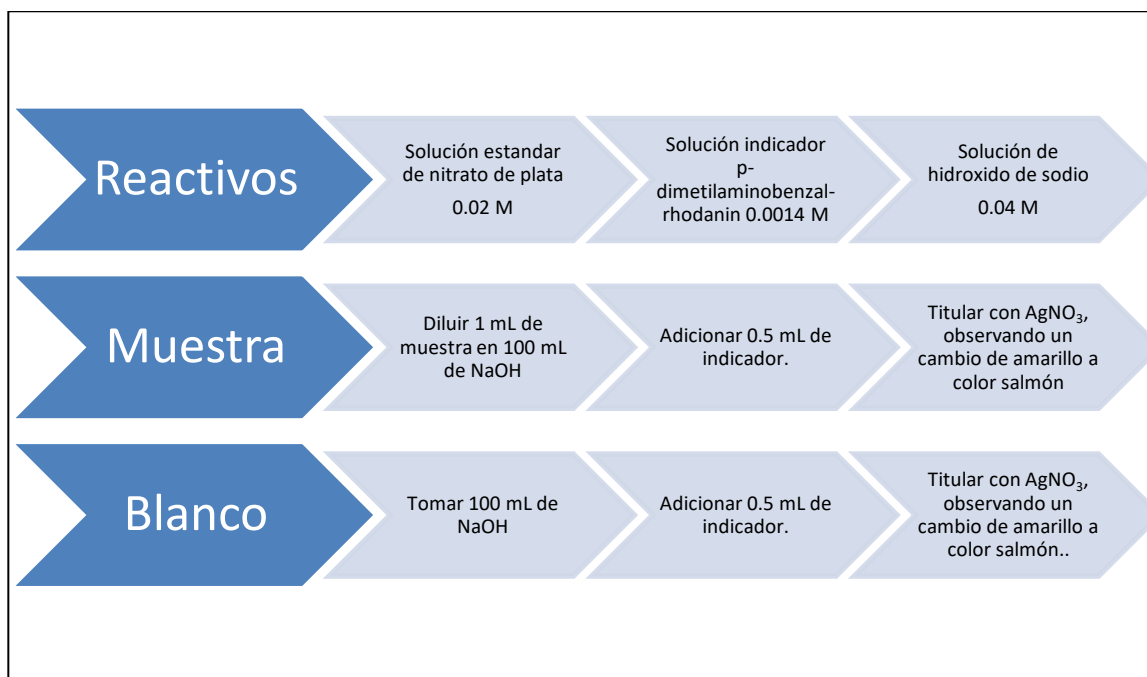 Reactivos
Solución estandar
de nitrato de plata
0.02 M
Solución indicador
p-
dimetilaminobenzal-
rhodanin 0.0014 M
Solución de
hidroxido de sodio
0.04 M
Muestra
Diluir 1 mL de
muestra en 100 mL
de NaOH
Adicionar 0.5 mL de
indicador.
Titular con AgNO₃,
observando un
cambio de amarillo a
color salmón
Blanco
Tomar 100 mL de
NaOH
Adicionar 0.5 mL de
indicador.
Titular con AgNO₃,
observando un
cambio de amarillo a
color salmón..